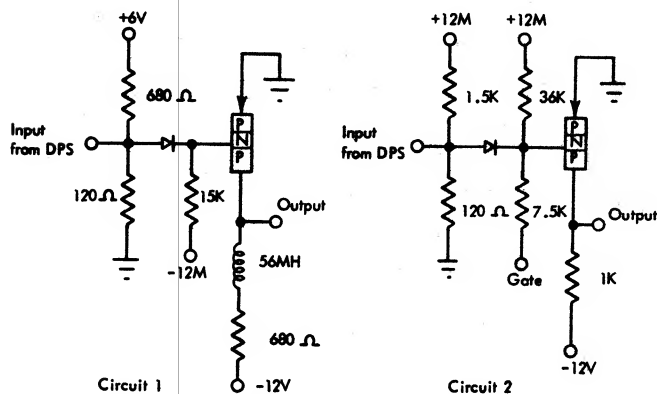 +6V
680 Ω
Input
from DPS
120 Ω
15K
-12M
P
N
P
Output
56MH
680 Ω
-12V
Circuit 1
+12M
+12M
1.5K
36K
Input
from DPS
120 Ω
7.5K
Gate
P
N
P
Output
1K
-12V
Circuit 2